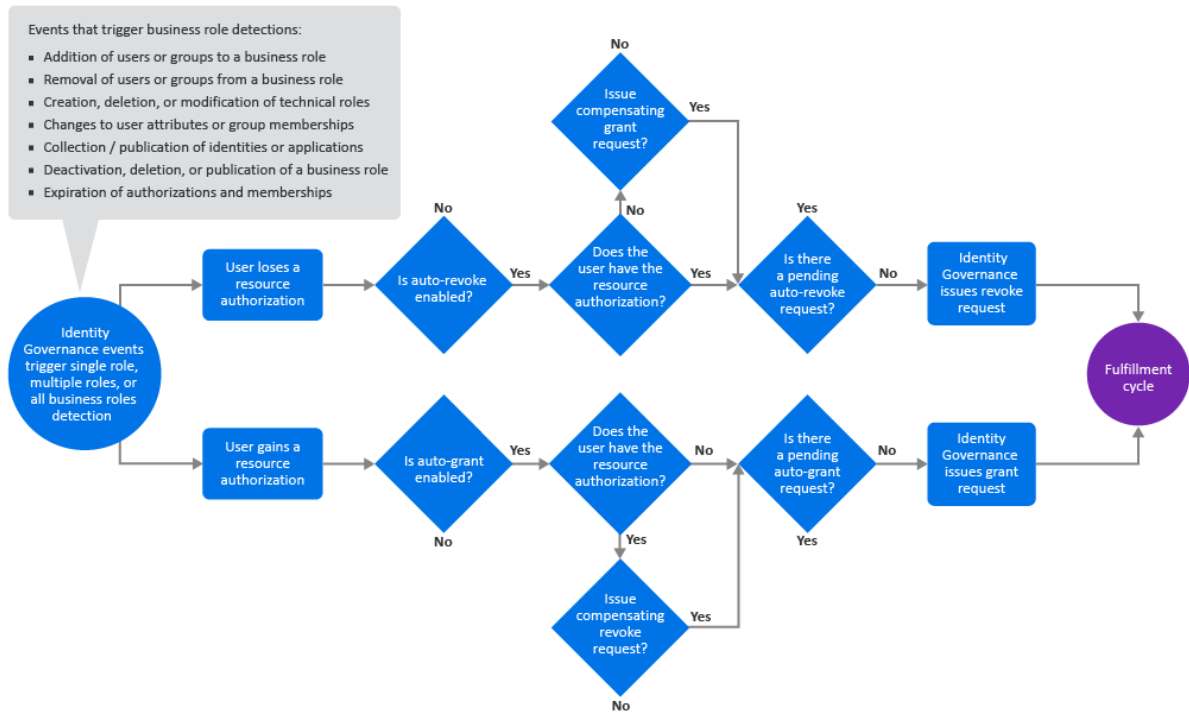 Events that trigger business role detections:
▪ Addition of users or groups to a business role
▪ Removal of users or groups from a business role
▪ Creation, deletion, or modification of technical roles
▪ Changes to user attributes or group memberships
▪ Collection / publication of identities or applications
▪ Deactivation, deletion, or publication of a business role
▪ Expiration of authorizations and memberships
Identity
Governance events
trigger single role,
multiple roles, or
all business roles
detection
User loses a
resource
authorization
No
Is auto-revoke
enabled?
Yes
No
Issue
compensating
grant
request?
Yes
No
Does the
user have the
resource
authorization?
Yes
Yes
Is there
a pending
auto-revoke
request?
No
Identity
Governance
issues revoke
request
Fulfillment
cycle
User gains a
resource
authorization
Is auto-grant
enabled?
Yes
No
Does the
user have the
resource
authorization?
No
Yes
Issue
compensating
revoke
request?
Yes
No
Is there
a pending
auto-grant
request?
No
Yes
Identity
Governance
issues grant
request